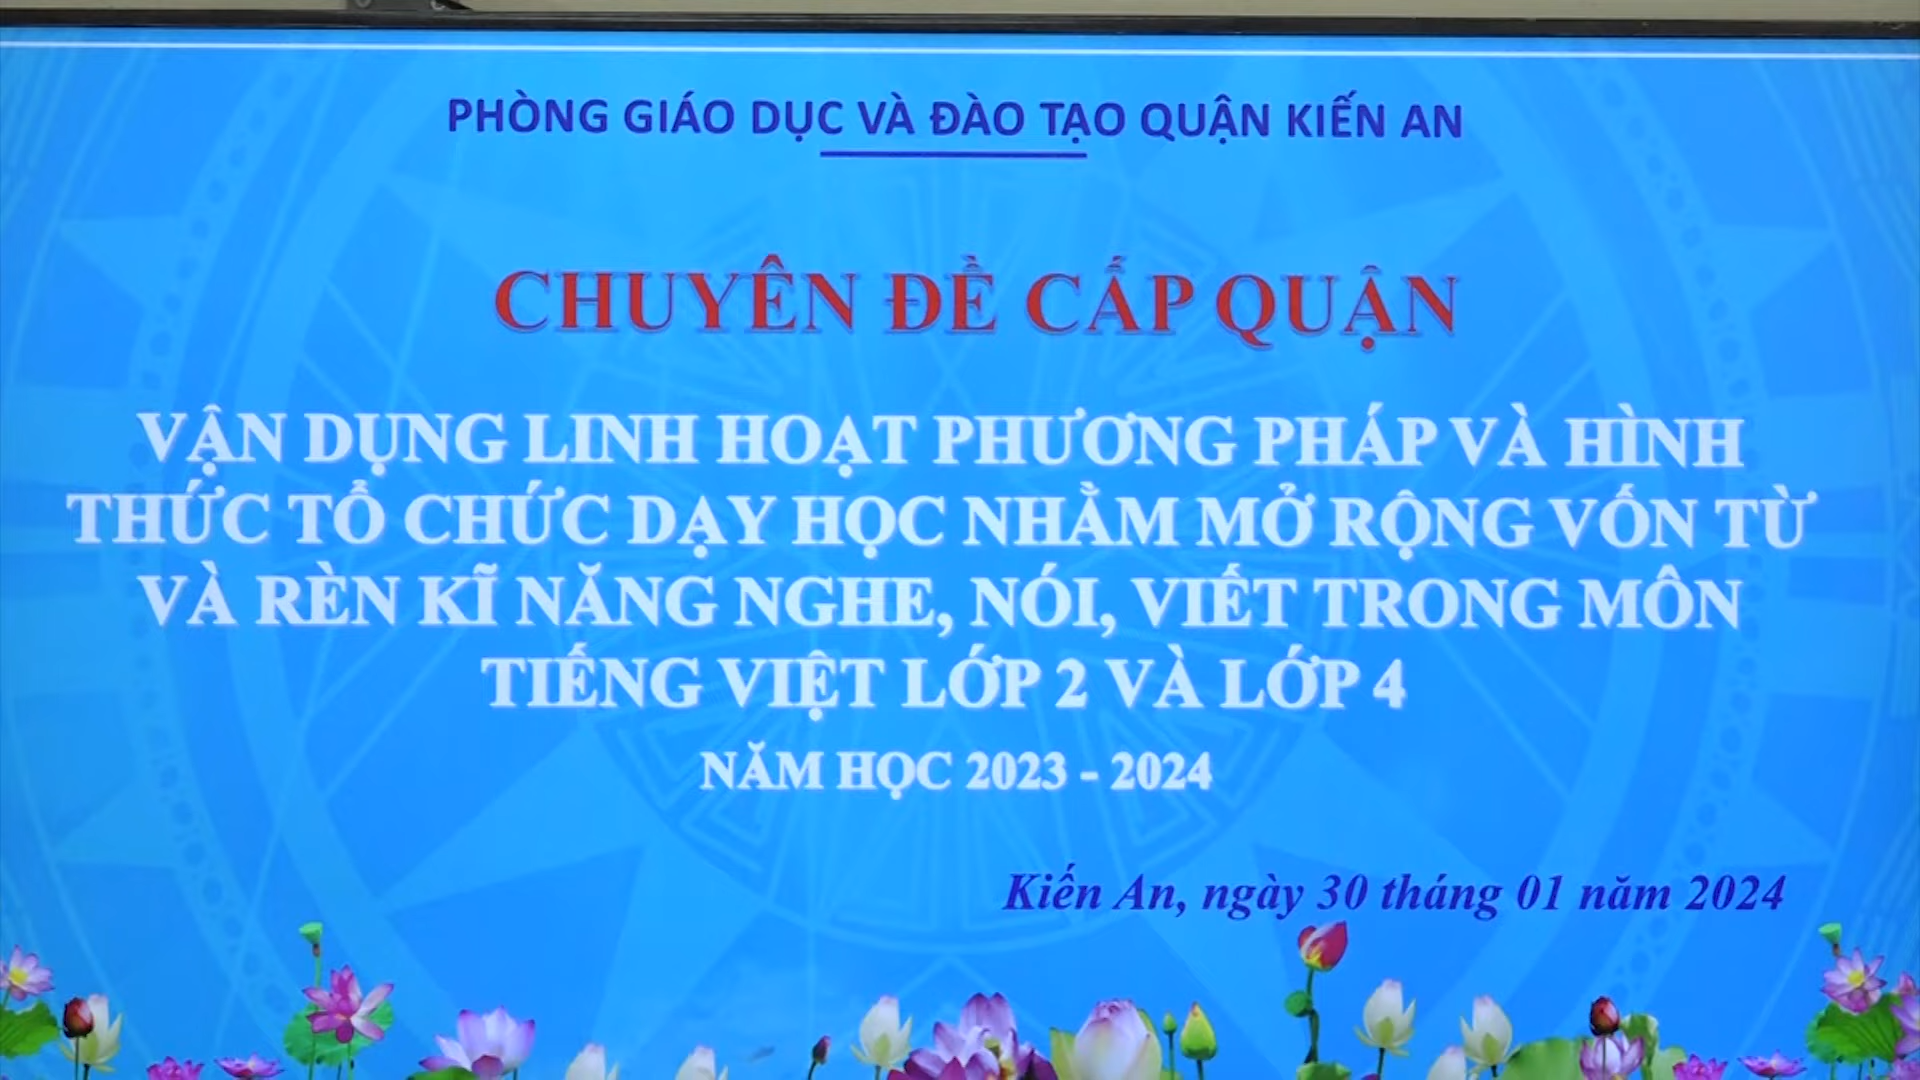 PHÒNG GIÁO DỤC VÀ ĐÀO TẠO QUẬN KIẾN AN
CHUYÊN ĐỀ CẤP QUẬN
VẬN DỤNG LINH HOẠT PHƯƠNG PHÁP VÀ HÌNH
THỨC TỔ CHỨC DẠY HỌC NHẰM MỞ RỘNG VỐN TỪ
VÀ RÈN KĨ NĂNG NGHE, NÓI, VIẾT TRONG MÔN
TIẾNG VIỆT LỚP 2 VÀ LỚP 4
NĂM HỌC 2023 - 2024
Kiến An, ngày 30 tháng 01 năm 2024